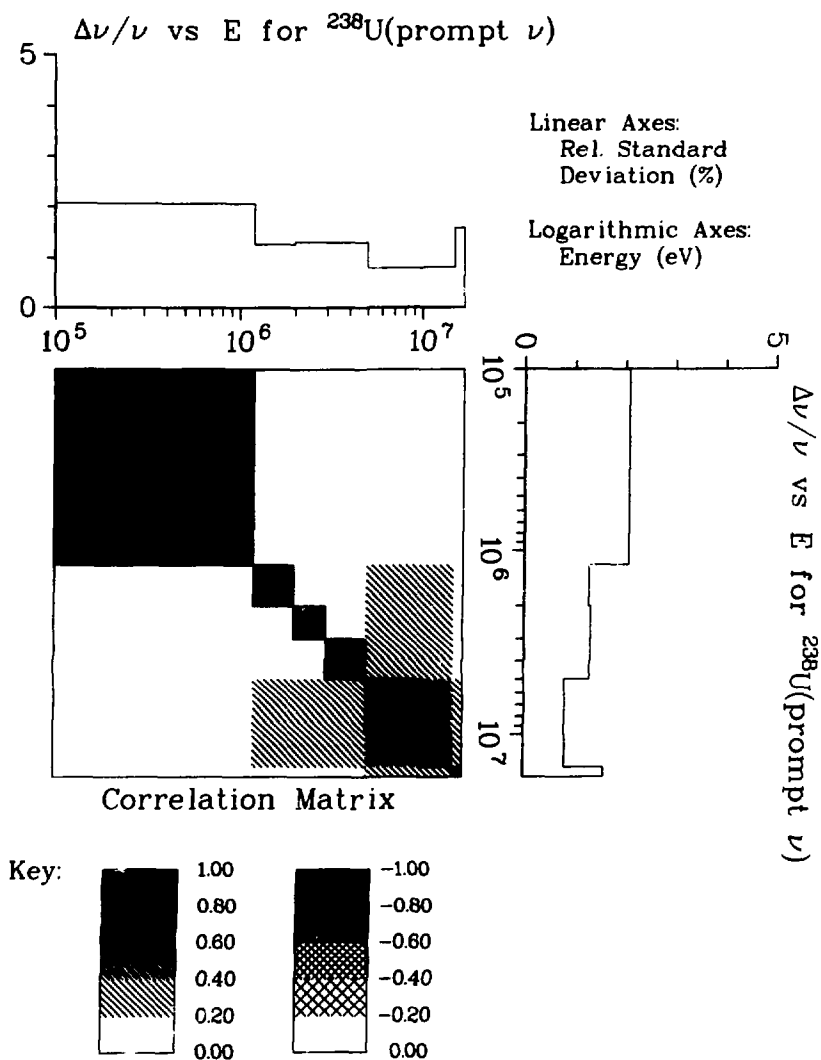 Δν/ν vs E for ²³⁸U(prompt ν)
5
0
10⁵
10⁶
10⁷
Linear Axes:
Rel. Standard
Deviation (%)
Logarithmic Axes:
Energy (eV)
0
5
10⁵
10⁶
10⁷
Δν/ν vs E for ²³⁸U(prompt ν)
Correlation Matrix
Key:
1.00
0.80
0.60
0.40
0.20
0.00
-1.00
-0.80
-0.60
-0.40
-0.20
0.00